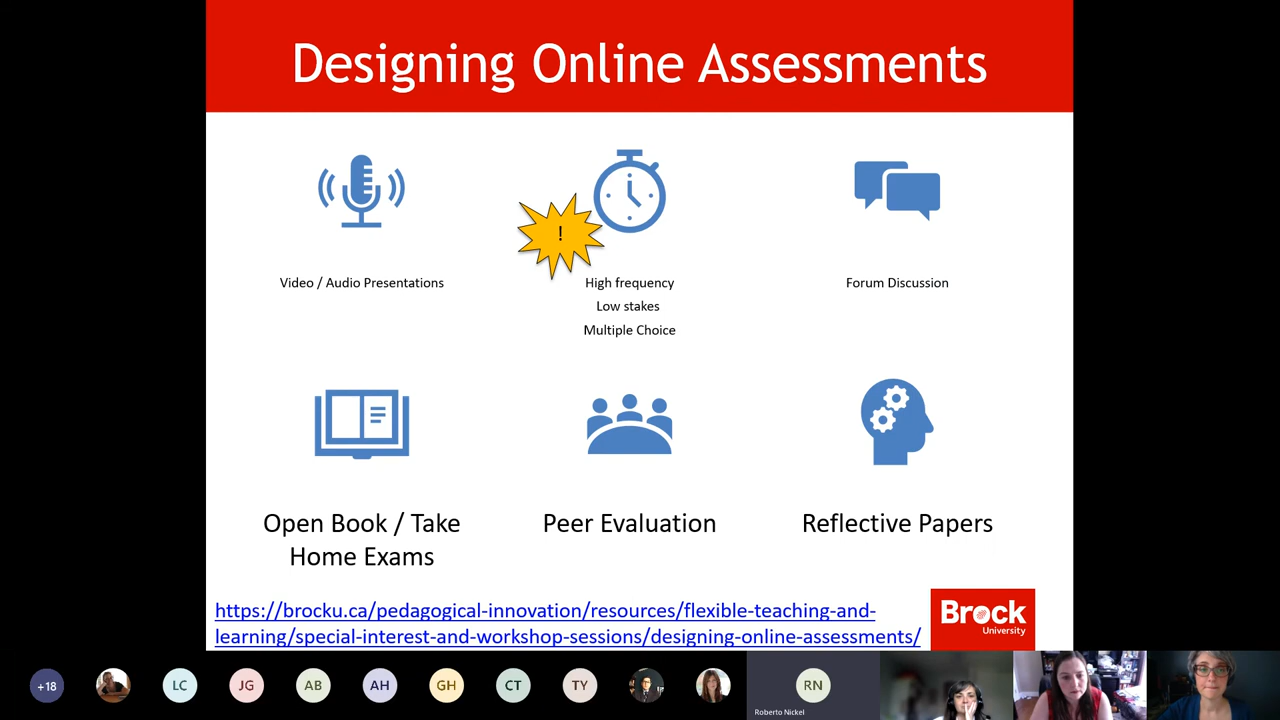 Designing Online Assessments
!
Video / Audio Presentations
High frequency
Low stakes
Multiple Choice
Forum Discussion
Open Book / Take
Home Exams
Peer Evaluation
Reflective Papers
https://brocku.ca/pedagogical-innovation/resources/flexible-teaching-and-
learning/special-interest-and-workshop-sessions/designing-online-assessments/
Brock
University
+18
LC
JG
AB
AH
GH
CT
TY
RN
Roberto Nickel